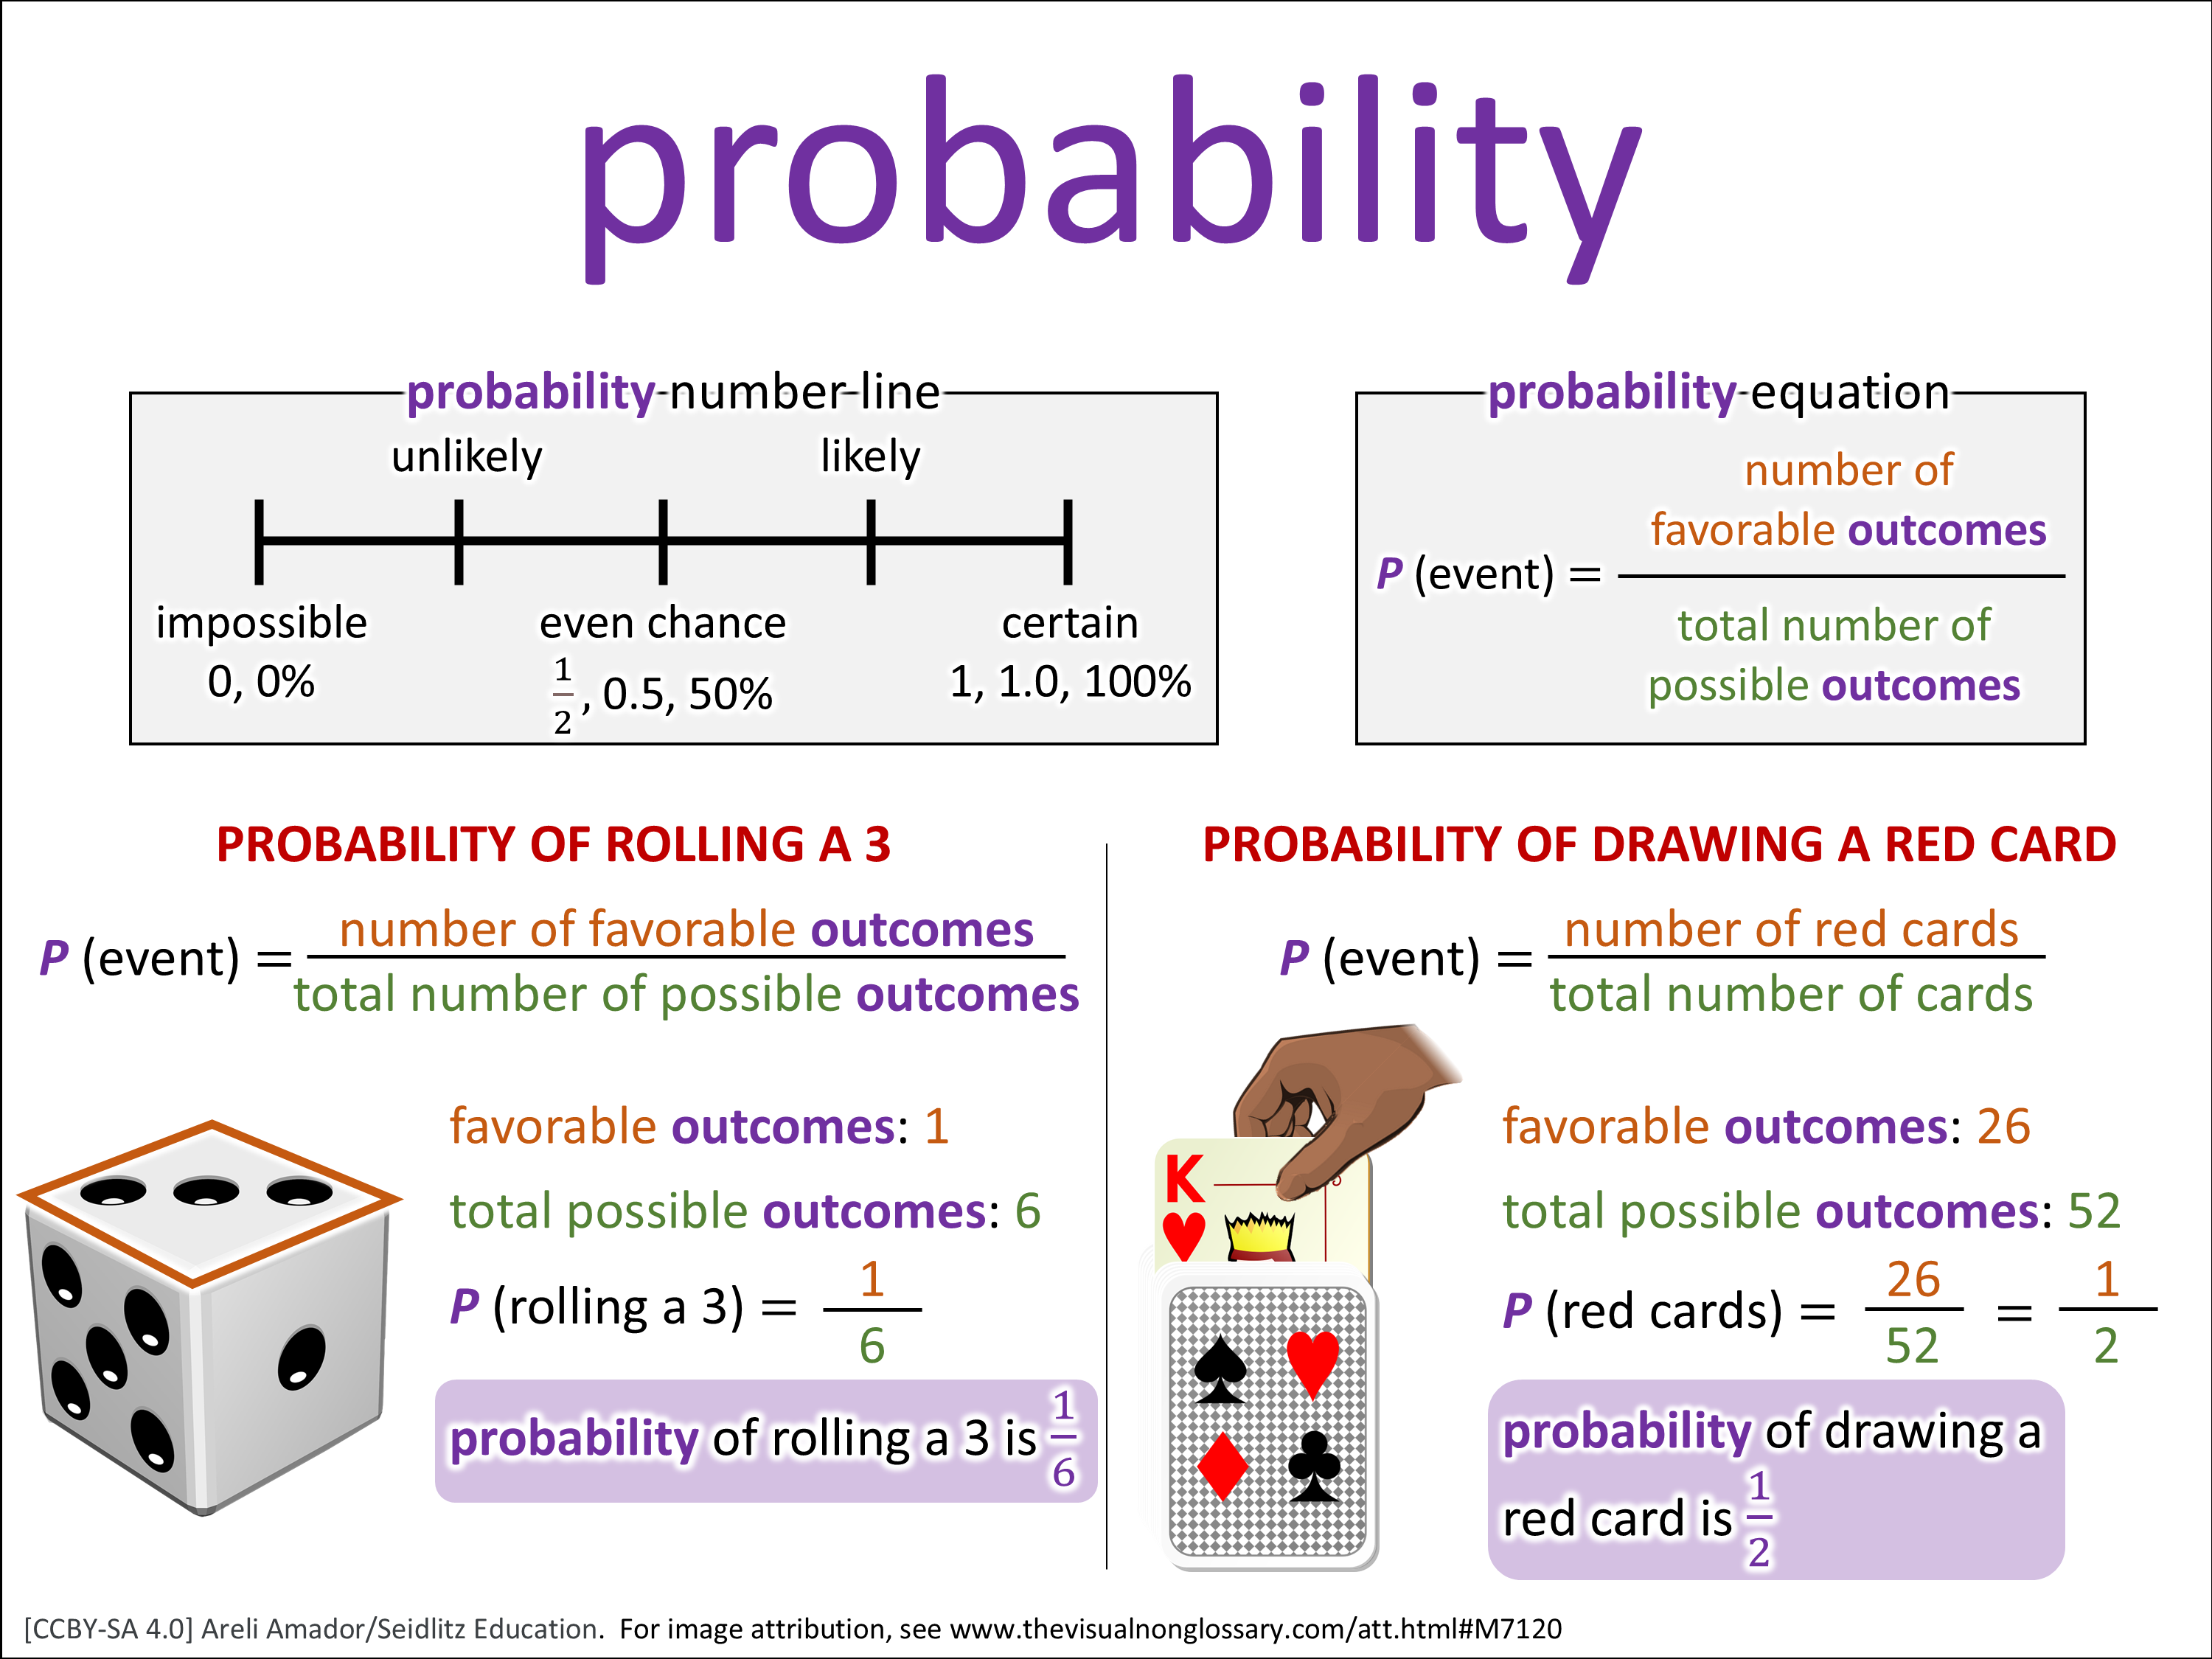 probability
probability number line
unlikely likely
impossible even chance certain
0, 0% 1/2, 0.5, 50% 1, 1.0, 100%
probability equation
P (event) = number of
favorable outcomes
total number of
possible outcomes
PROBABILITY OF ROLLING A 3
P (event) = number of favorable outcomes
total number of possible outcomes
favorable outcomes: 1
total possible outcomes: 6
P (rolling a 3) = 1/6
probability of rolling a 3 is 1/6
PROBABILITY OF DRAWING A RED CARD
P (event) = number of red cards
total number of cards
K
favorable outcomes: 26
total possible outcomes: 52
P (red cards) = 26/52 = 1/2
probability of drawing a
red card is 1/2
[CCBY-SA 4.0] Areli Amador/Seidlitz Education. For image attribution, see www.thevisualnonglossary.com/att.html#M7120